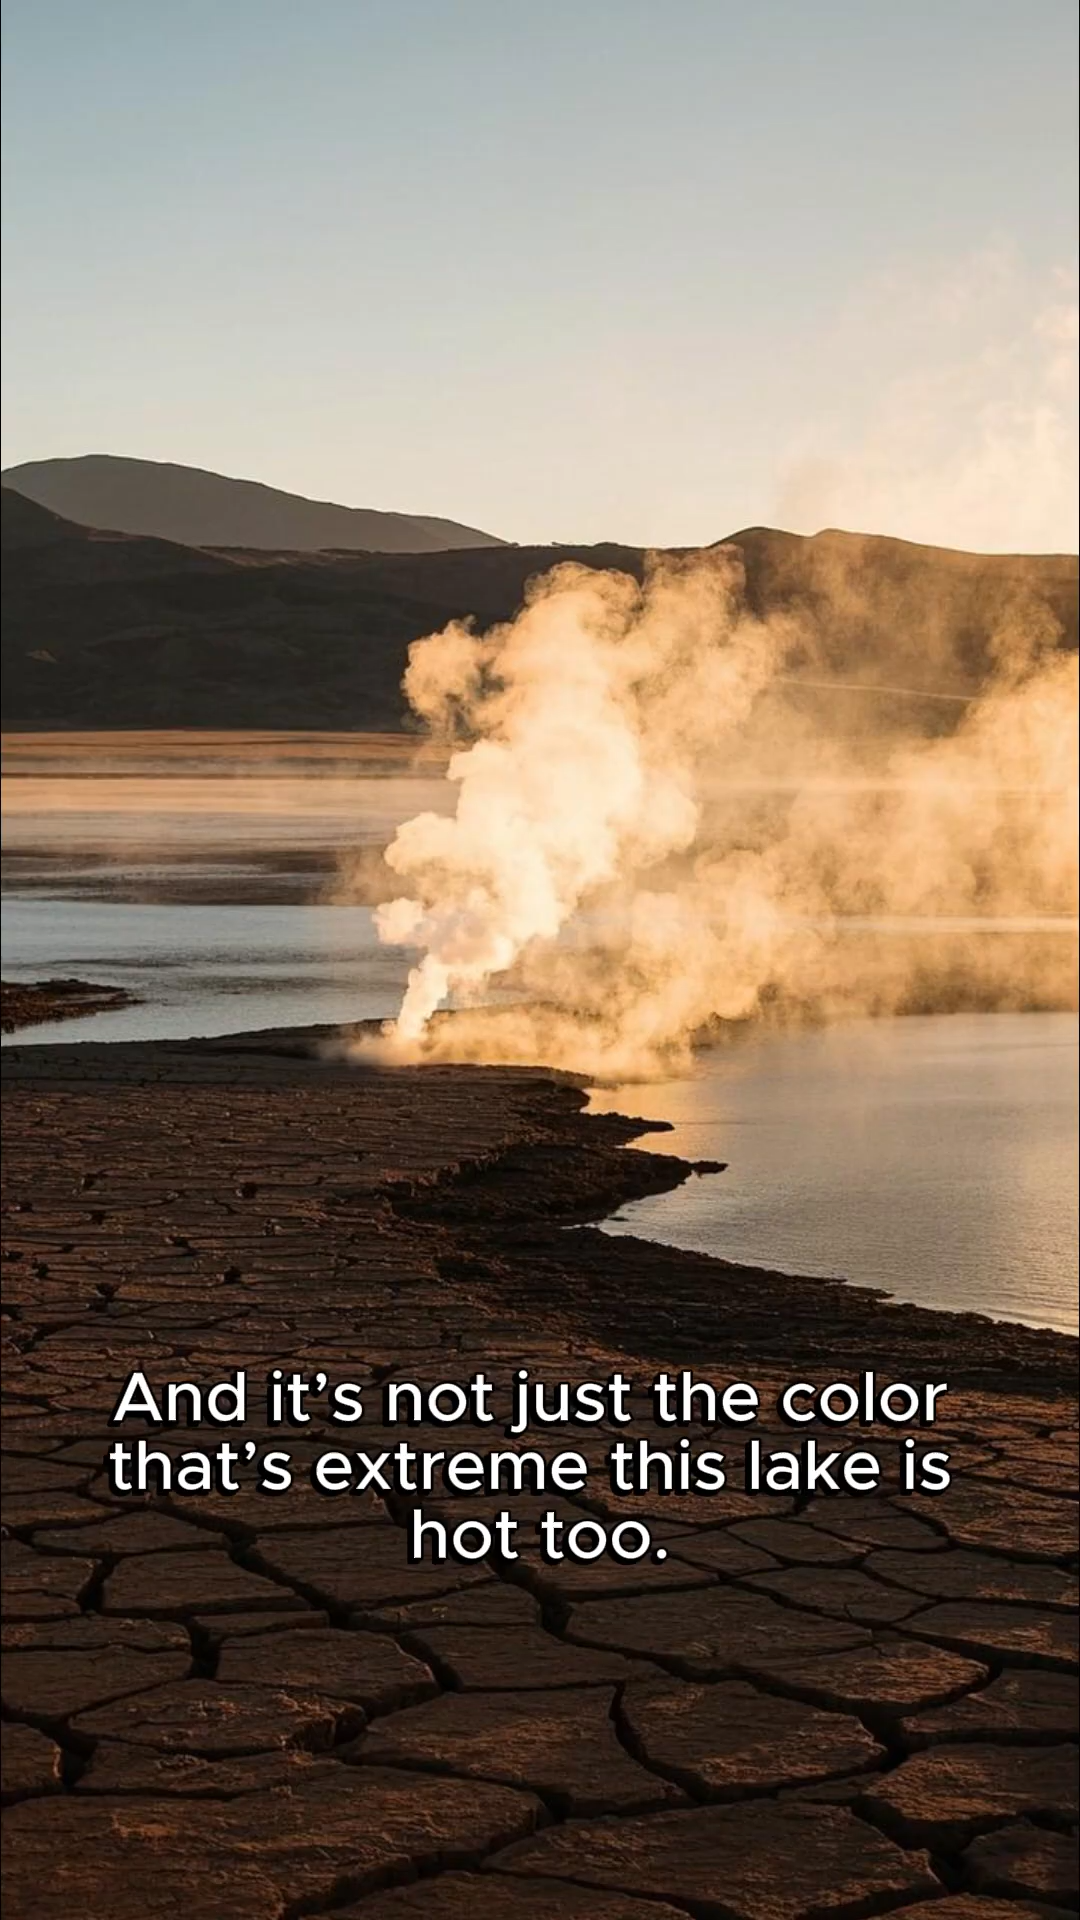 And it’s not just the color
that’s extreme this lake is
hot too.